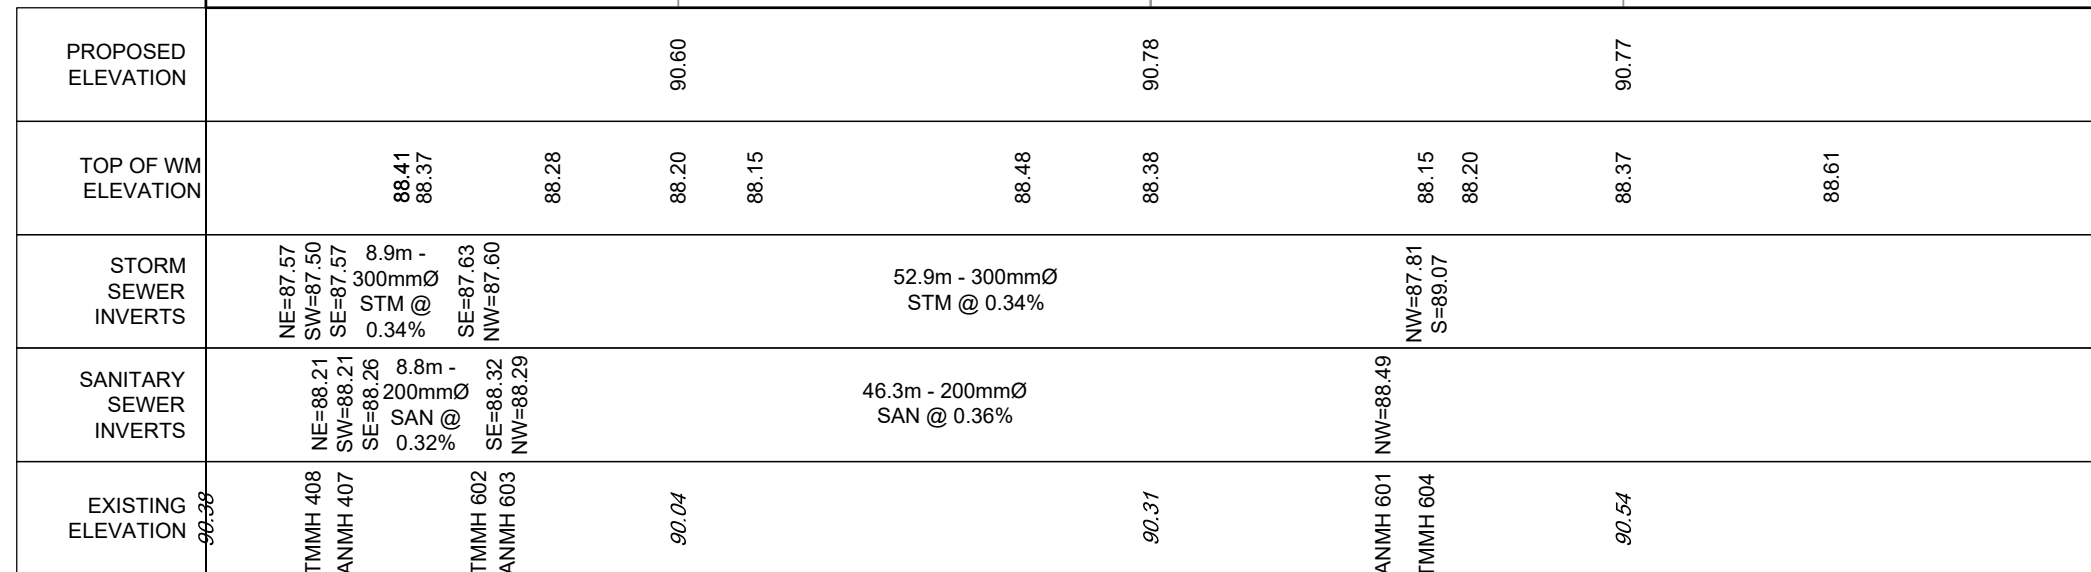 PROPOSED
ELEVATION
90.60
90.78
90.77
TOP OF WM
ELEVATION
88.41
88.37
88.28
88.20
88.15
88.48
88.38
88.15
88.20
88.37
88.61
STORM
SEWER
INVERTS
NE=87.57
SW=87.50
SE=87.57
8.9m -
300mmØ
STM @
0.34%
SE=87.63
NW=87.60
52.9m - 300mmØ
STM @ 0.34%
NW=87.81
S=89.07
SANITARY
SEWER
INVERTS
NE=88.21
SW=88.21
SE=88.26
8.8m -
200mmØ
SAN @
0.32%
SE=88.32
NW=88.29
46.3m - 200mmØ
SAN @ 0.36%
NW=88.49
EXISTING
ELEVATION
90.38
TMMH 408
ANMH 407
TMMH 602
ANMH 603
90.04
90.31
ANMH 601
TMMH 604
90.54